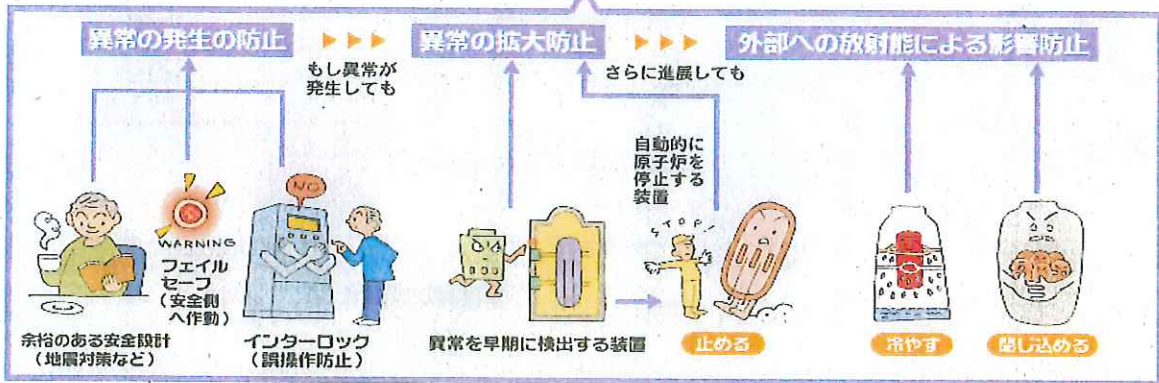 異常の発生の防止
▶▶▶
もし異常が
発生しても
異常の拡大防止
▶▶▶
さらに進展しても
外部への放射能による影響防止
自動的に
原子炉を
停止する
装置
NO
STOP!
WARNING
フェイル
セーフ
(安全側
へ作動)
余裕のある安全設計
(地震対策など)
インターロック
(誤操作防止)
異常を早期に検出する装置
止める
冷やす
閉じ込める